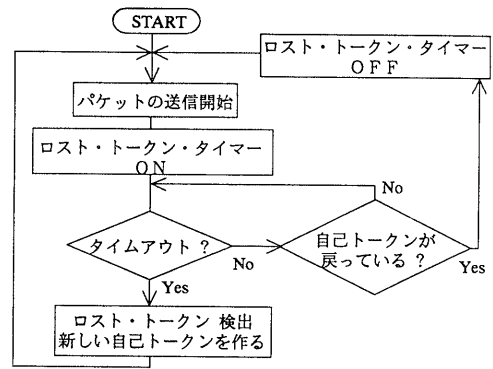 START
ロスト・トークン・タイマー
OFF
パケットの送信開始
ロスト・トークン・タイマー
ON
No
タイムアウト ?
No
自己トークンが
戻っている ?
Yes
Yes
ロスト・トークン 検出
新しい自己トークンを作る